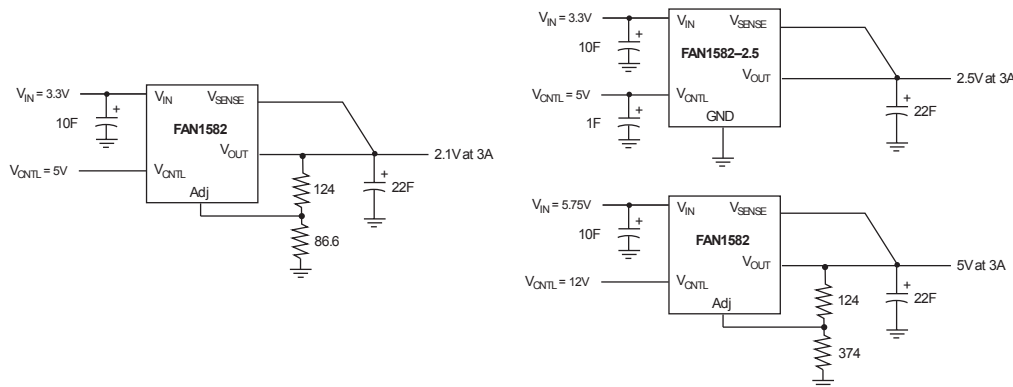 VIN = 3.3V
10F
VIN
VSENSE
FAN1582
VOUT
2.1V at 3A
VCNTL = 5V
VCNTL
Adj
124
22F
86.6
VIN = 3.3V
10F
VIN
VSENSE
FAN1582–2.5
VOUT
2.5V at 3A
VCNTL = 5V
VCNTL
1F
GND
22F
VIN = 5.75V
10F
VIN
VSENSE
FAN1582
VOUT
5V at 3A
VCNTL = 12V
VCNTL
Adj
124
22F
374